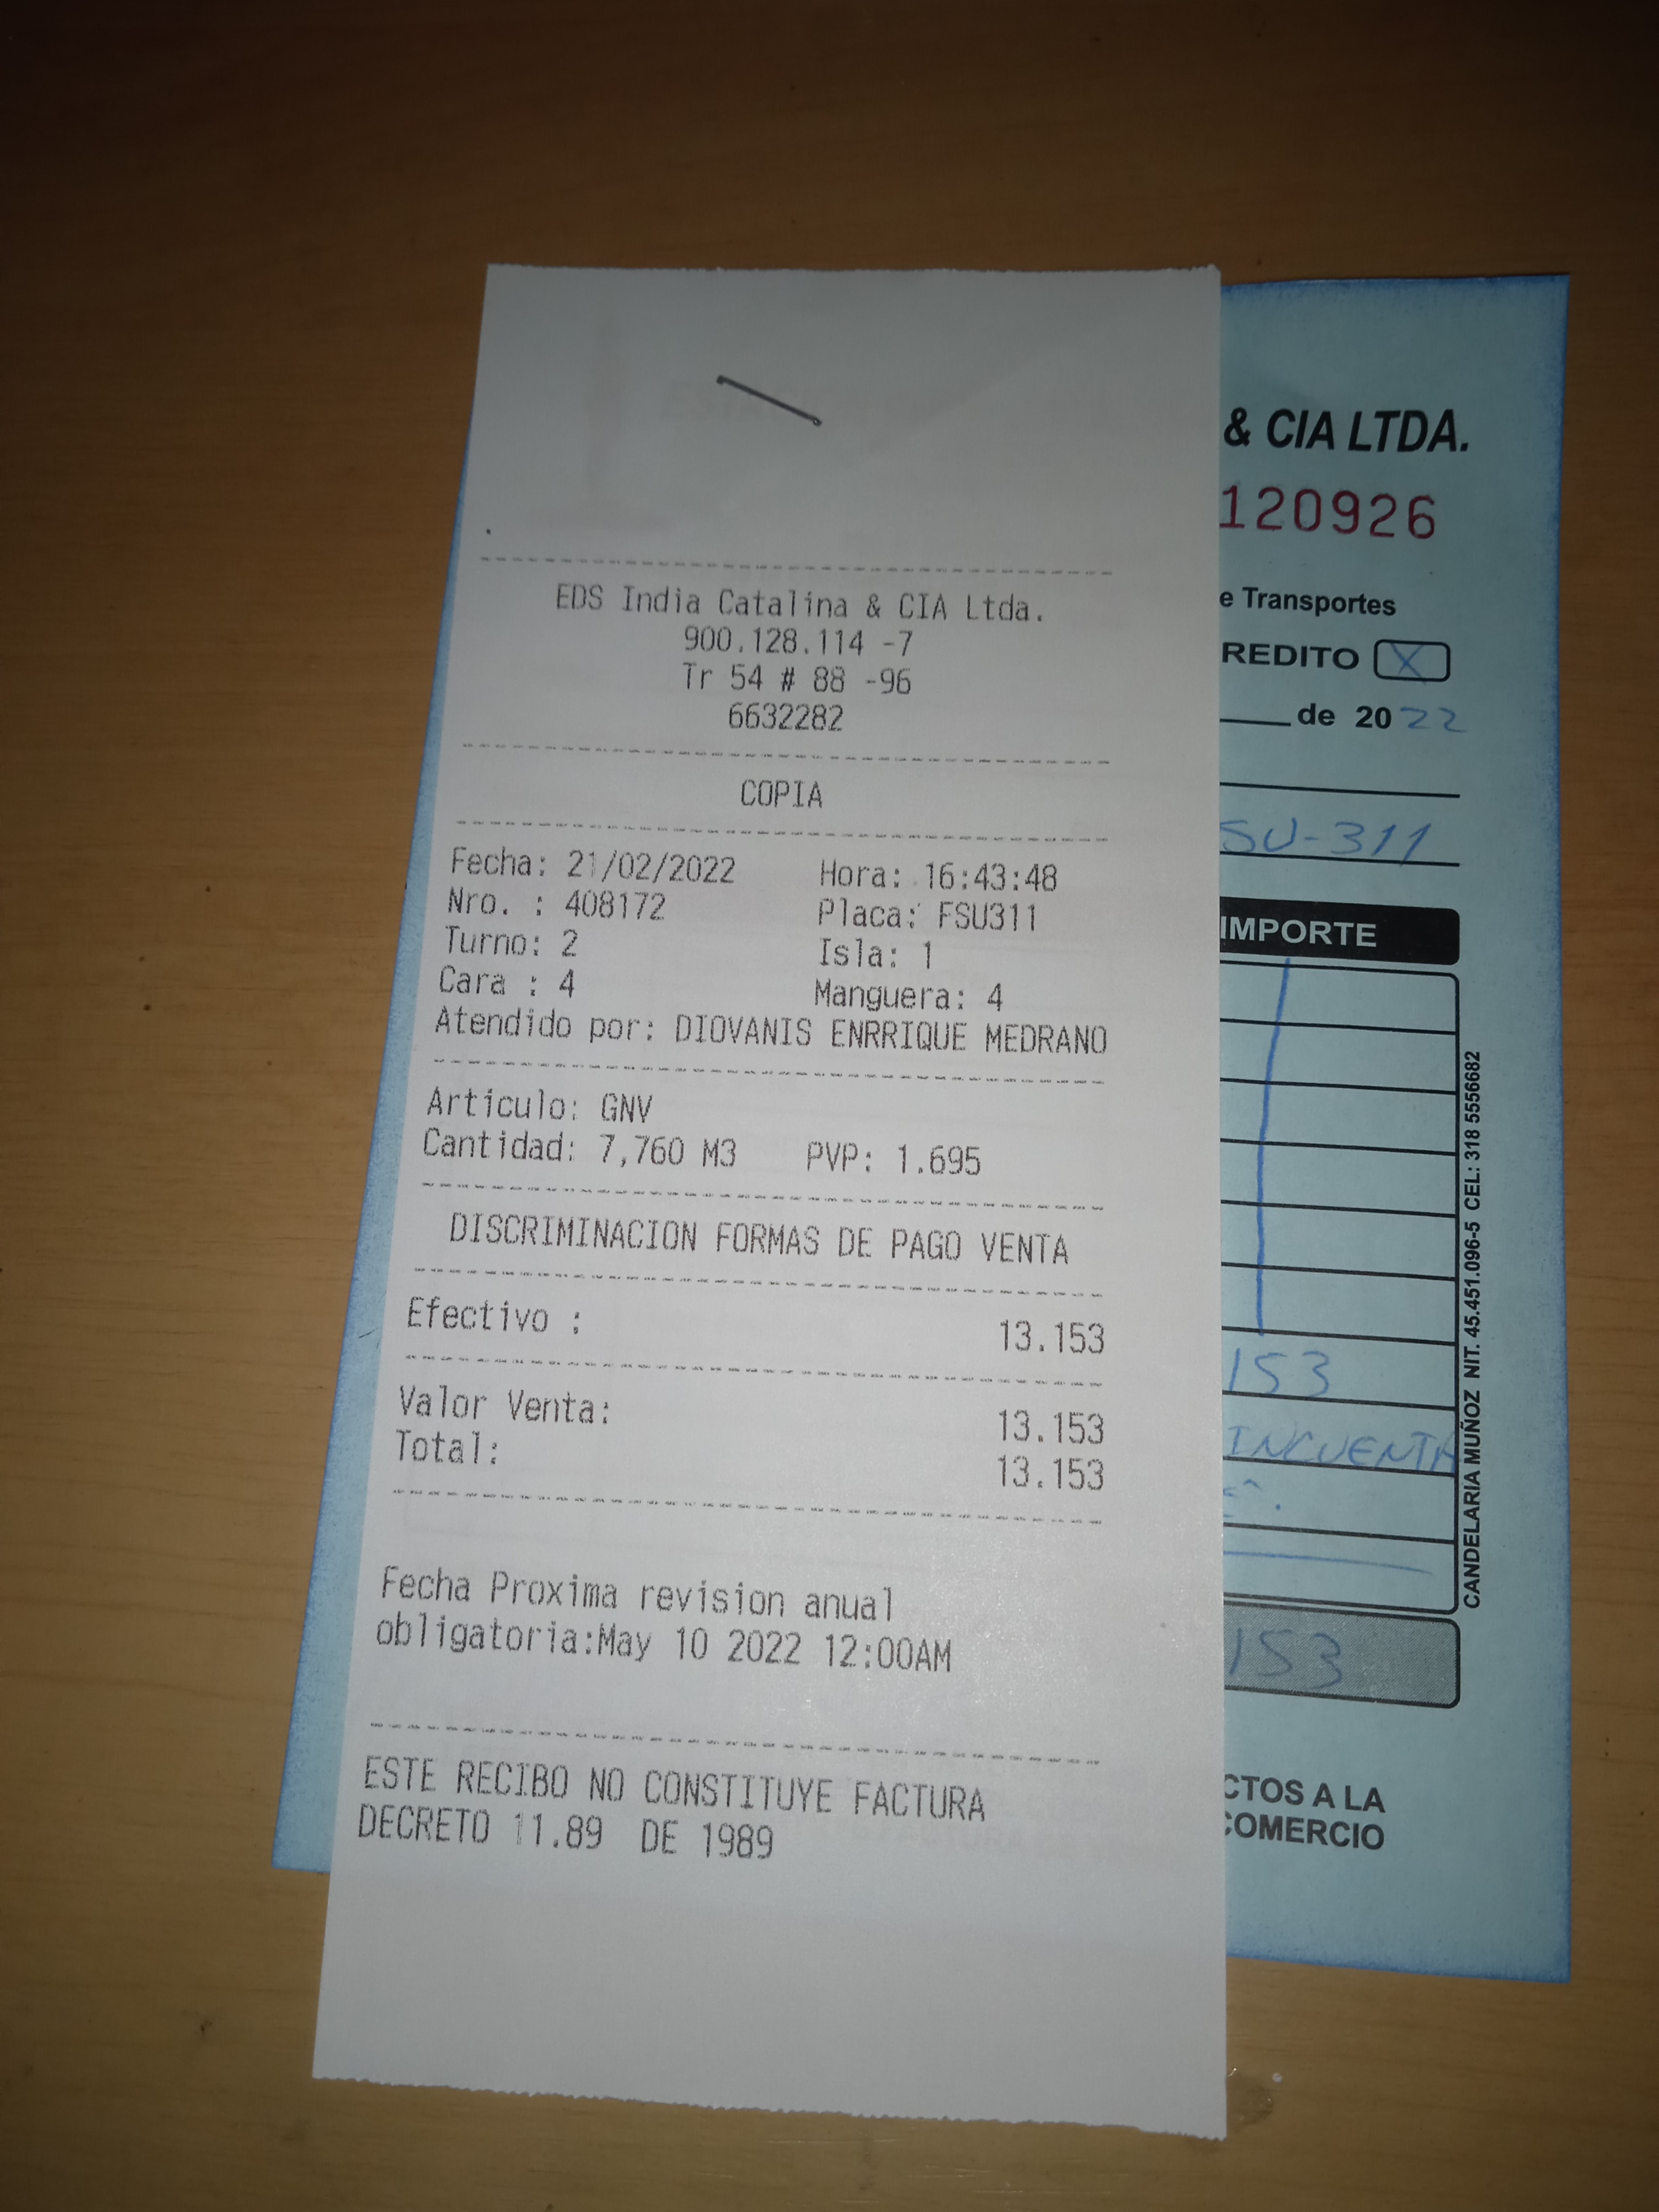 EDS India Catalina & CIA Ltda.
900.128.114 -7
Tr 54 # 88 -96
6632282
COPIA
Fecha: 21/02/2022 Hora: 16:43:48
Nro. : 408172 Placa: FSU311
Turno: 2 Isla: 1
Cara : 4 Manguera: 4
Atendido por: DIOVANIS ENRRIQUE MEDRANO
Articulo: GNV
Cantidad: 7,760 M3 PVP: 1.695
DISCRIMINACION FORMAS DE PAGO VENTA
Efectivo : 13.153
Valor Venta: 13.153
Total: 13.153
Fecha Proxima revision anual
obligatoria:May 10 2022 12:00AM
ESTE RECIBO NO CONSTITUYE FACTURA
DECRETO 11.89 DE 1989
& CIA LTDA.
120926
e Transportes
REDITO X
de 2022
SU-311
IMPORTE
153
INCUENTA
153
CTOS A LA
COMERCIO
CANDELARIA MUÑOZ NIT. 45.451.096-5 CEL: 318 5556682